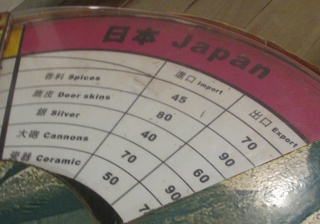 日本 Japan
進口 Import
出口 Export
香料 Spices 45 70
鹿皮 Deer skins 80 90
銀 Silver 40 60
大砲 Cannons 70 90
瓷器 Ceramic 50